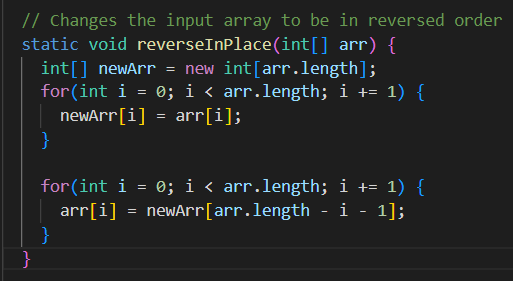 // Changes the input array to be in reversed order
static void reverseInPlace(int[] arr) {
  int[] newArr = new int[arr.length];
  for(int i = 0; i < arr.length; i += 1) {
    newArr[i] = arr[i];
  }

  for(int i = 0; i < arr.length; i += 1) {
    arr[i] = newArr[arr.length - i - 1];
  }
}